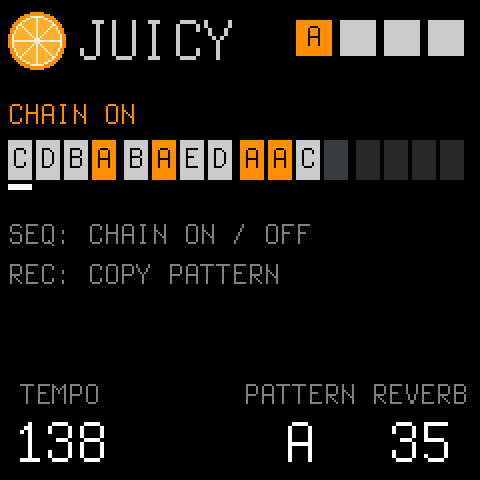 JUICY A
CHAIN ON
C D B A B A E D A A C
SEQ: CHAIN ON / OFF
REC: COPY PATTERN
TEMPO PATTERN REVERB
138 A 35